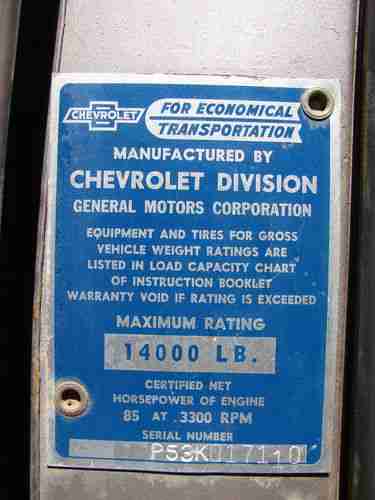 CHEVROLET
FOR ECONOMICAL
TRANSPORTATION
MANUFACTURED BY
CHEVROLET DIVISION
GENERAL MOTORS CORPORATION
EQUIPMENT AND TIRES FOR GROSS
VEHICLE WEIGHT RATINGS ARE
LISTED IN LOAD CAPACITY CHART
OF INSTRUCTION BOOKLET
WARRANTY VOID IF RATING IS EXCEEDED
MAXIMUM RATING
14000 LB.
CERTIFIED NET
HORSEPOWER OF ENGINE
85 AT 3300 RPM
SERIAL NUMBER
P53K017110